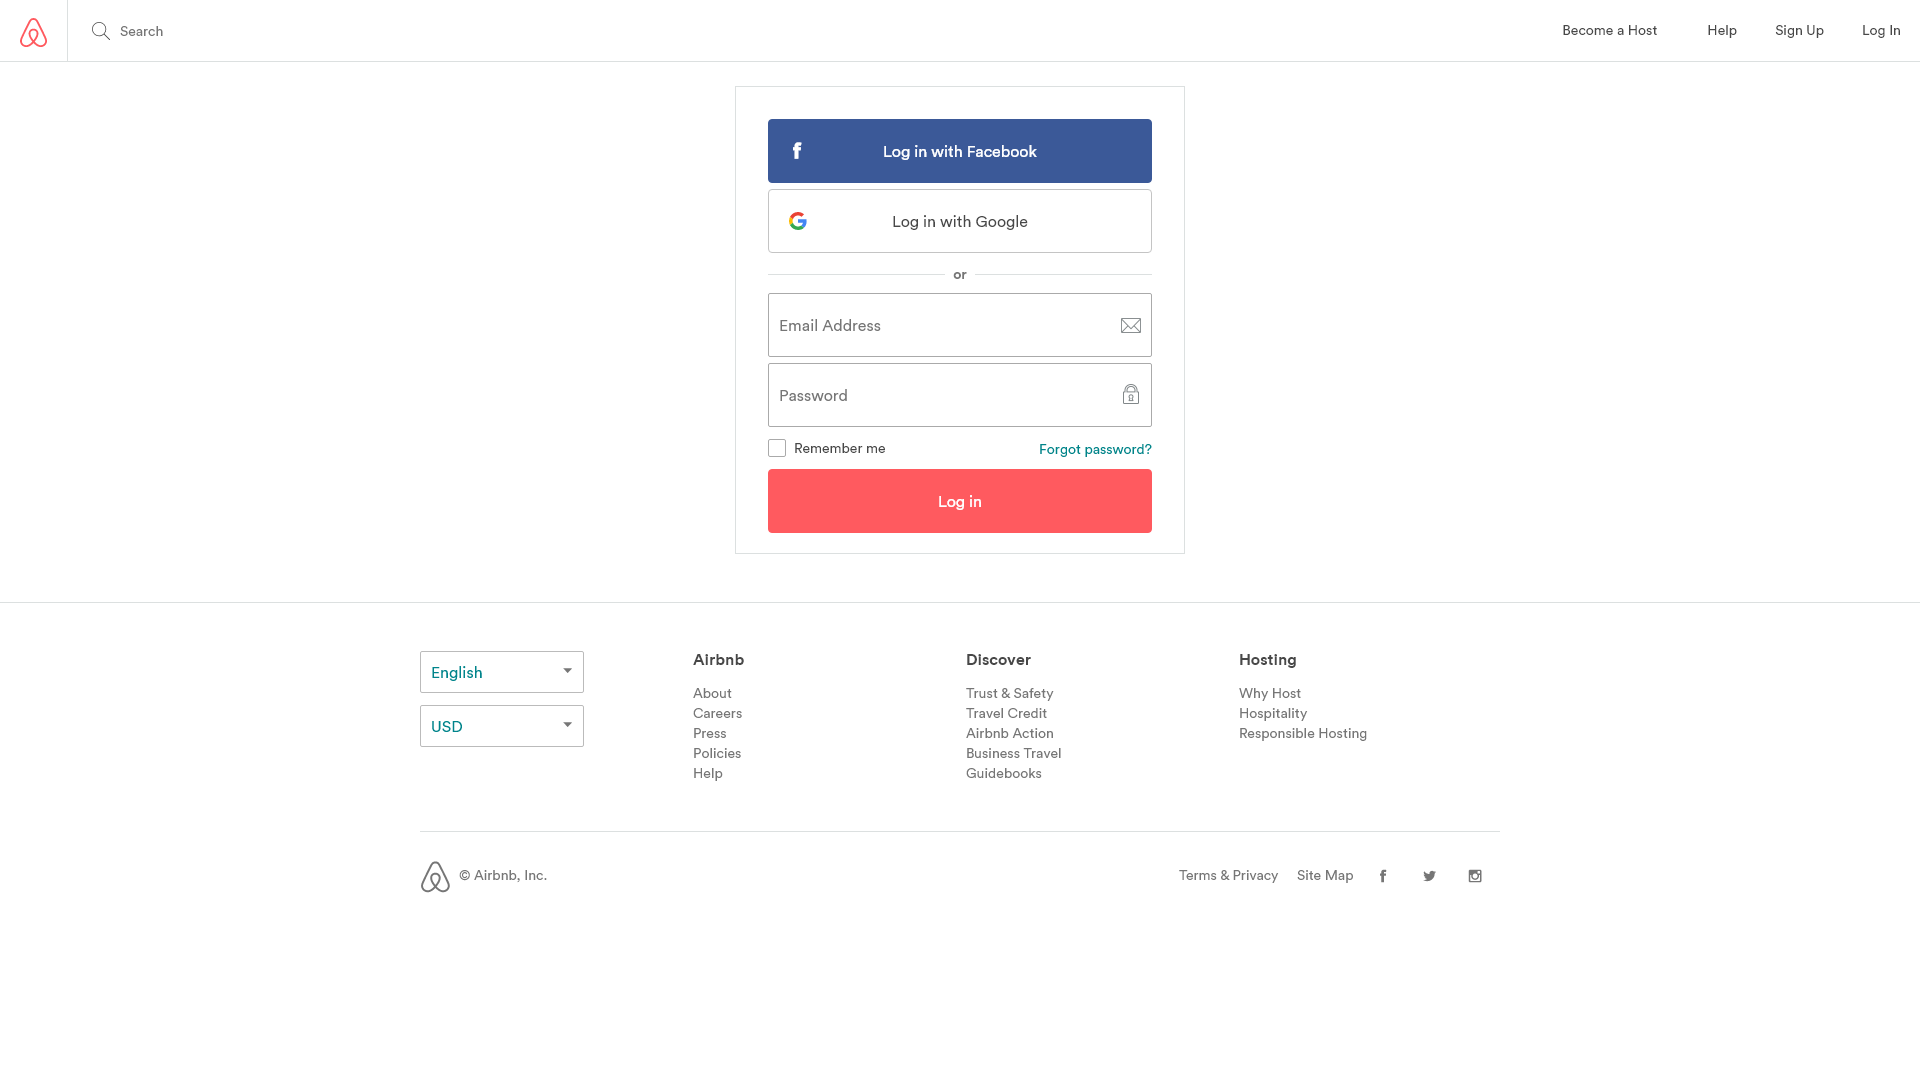 Search
Become a Host
Help
Sign Up
Log In
Log in with Facebook
Log in with Google
or
Email Address
Password
Remember me
Forgot password?
Log in
English
USD
Airbnb
About
Careers
Press
Policies
Help
Discover
Trust & Safety
Travel Credit
Airbnb Action
Business Travel
Guidebooks
Hosting
Why Host
Hospitality
Responsible Hosting
© Airbnb, Inc.
Terms & Privacy
Site Map